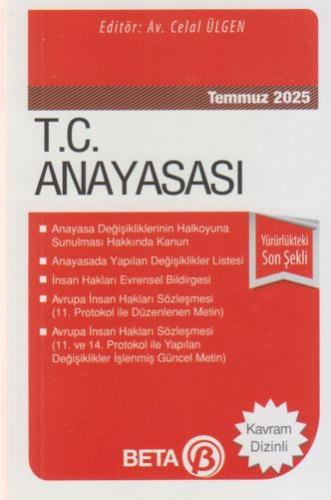 Editör: Av. Celal ÜLGEN
Temmuz 2025
T.C.
ANAYASASI
Anayasa Değişikliklerinin Halkoyuna
Sunulması Hakkında Kanun
Anayasada Yapılan Değişiklikler Listesi
İnsan Hakları Evrensel Bildirgesi
Avrupa İnsan Hakları Sözleşmesi
(11. Protokol ile Düzenlenen Metin)
Avrupa İnsan Hakları Sözleşmesi
(11. ve 14. Protokol ile Yapılan
Değişiklikler İşlenmiş Güncel Metin)
Yürürlükteki
Son Şekli
Kavram
Dizinli
BETA β